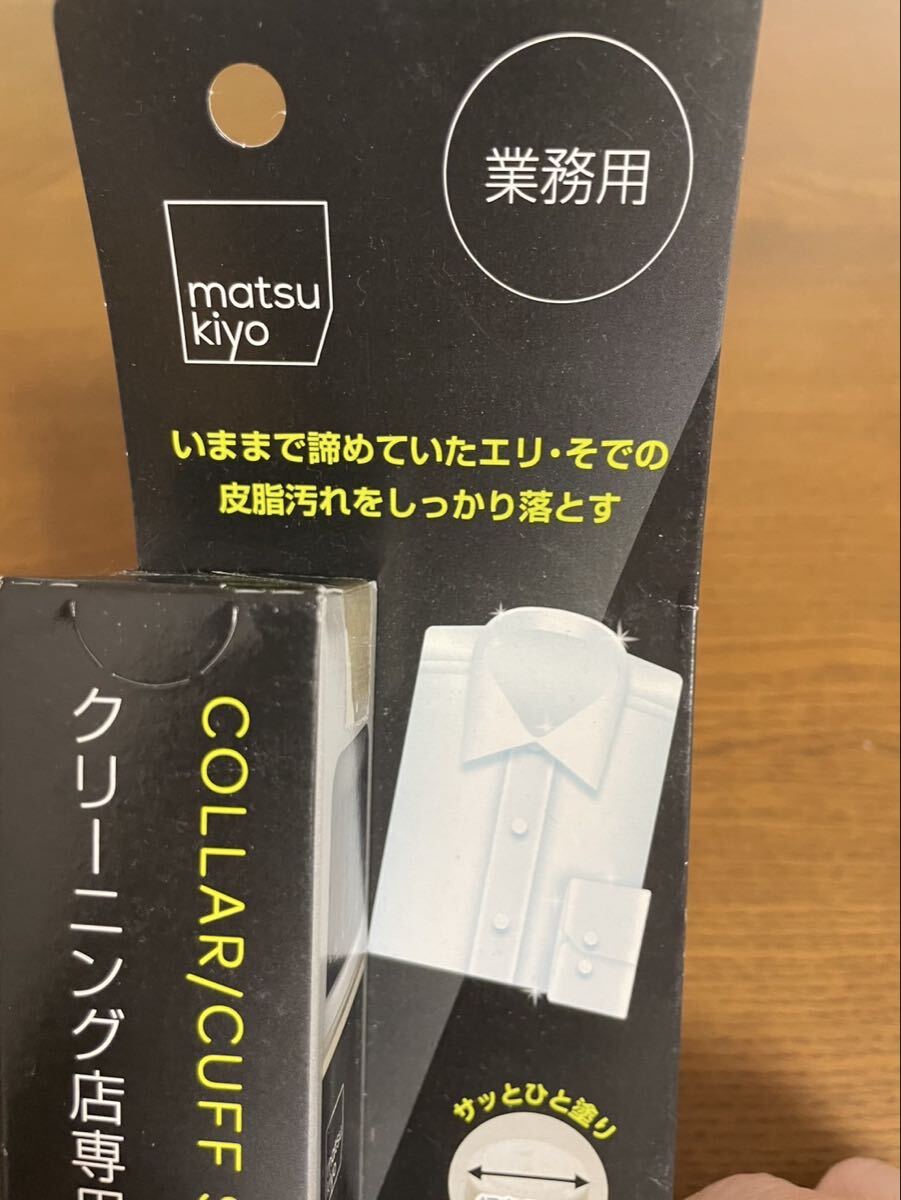 業務用
matsu
kiyo
いままで諦めていたエリ・そでの
皮脂汚れをしっかり落とす
COLLAR/CUFF
クリーニング店専
サッとひと塗り